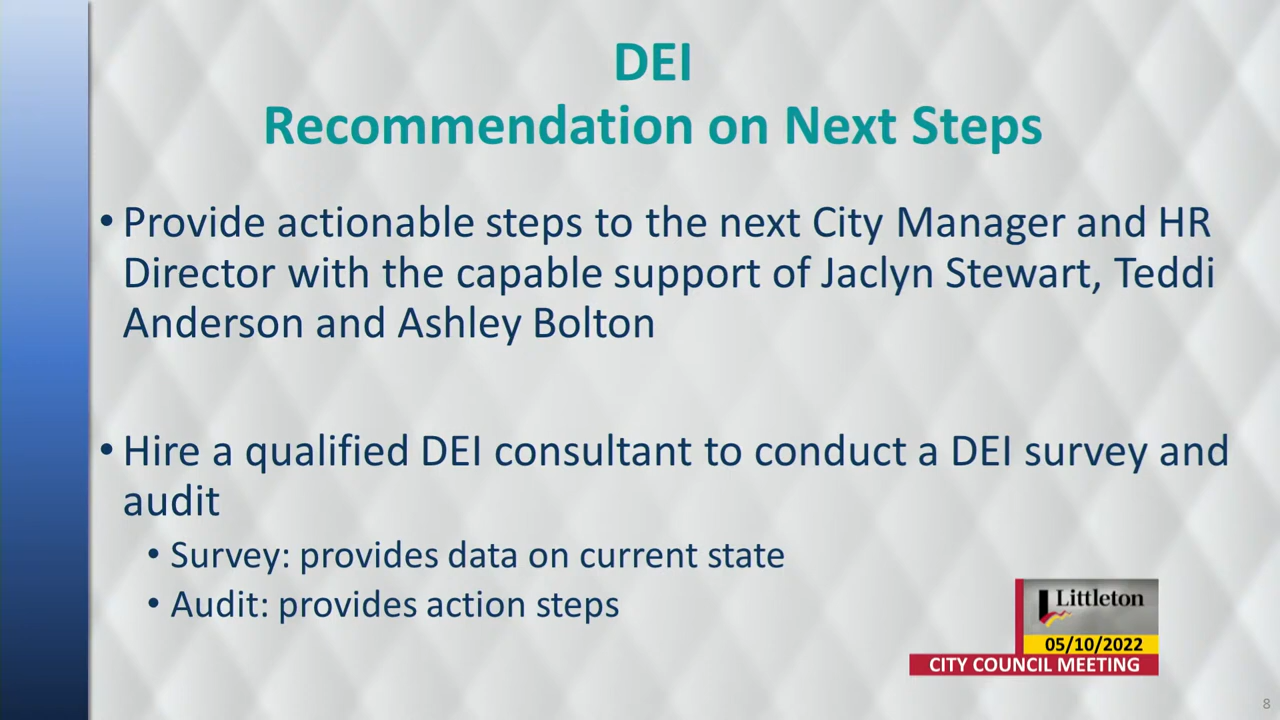 DEI
Recommendation on Next Steps
• Provide actionable steps to the next City Manager and HR
Director with the capable support of Jaclyn Stewart, Teddi
Anderson and Ashley Bolton
• Hire a qualified DEI consultant to conduct a DEI survey and
audit
• Survey: provides data on current state
• Audit: provides action steps
Littleton
05/10/2022
CITY COUNCIL MEETING
8